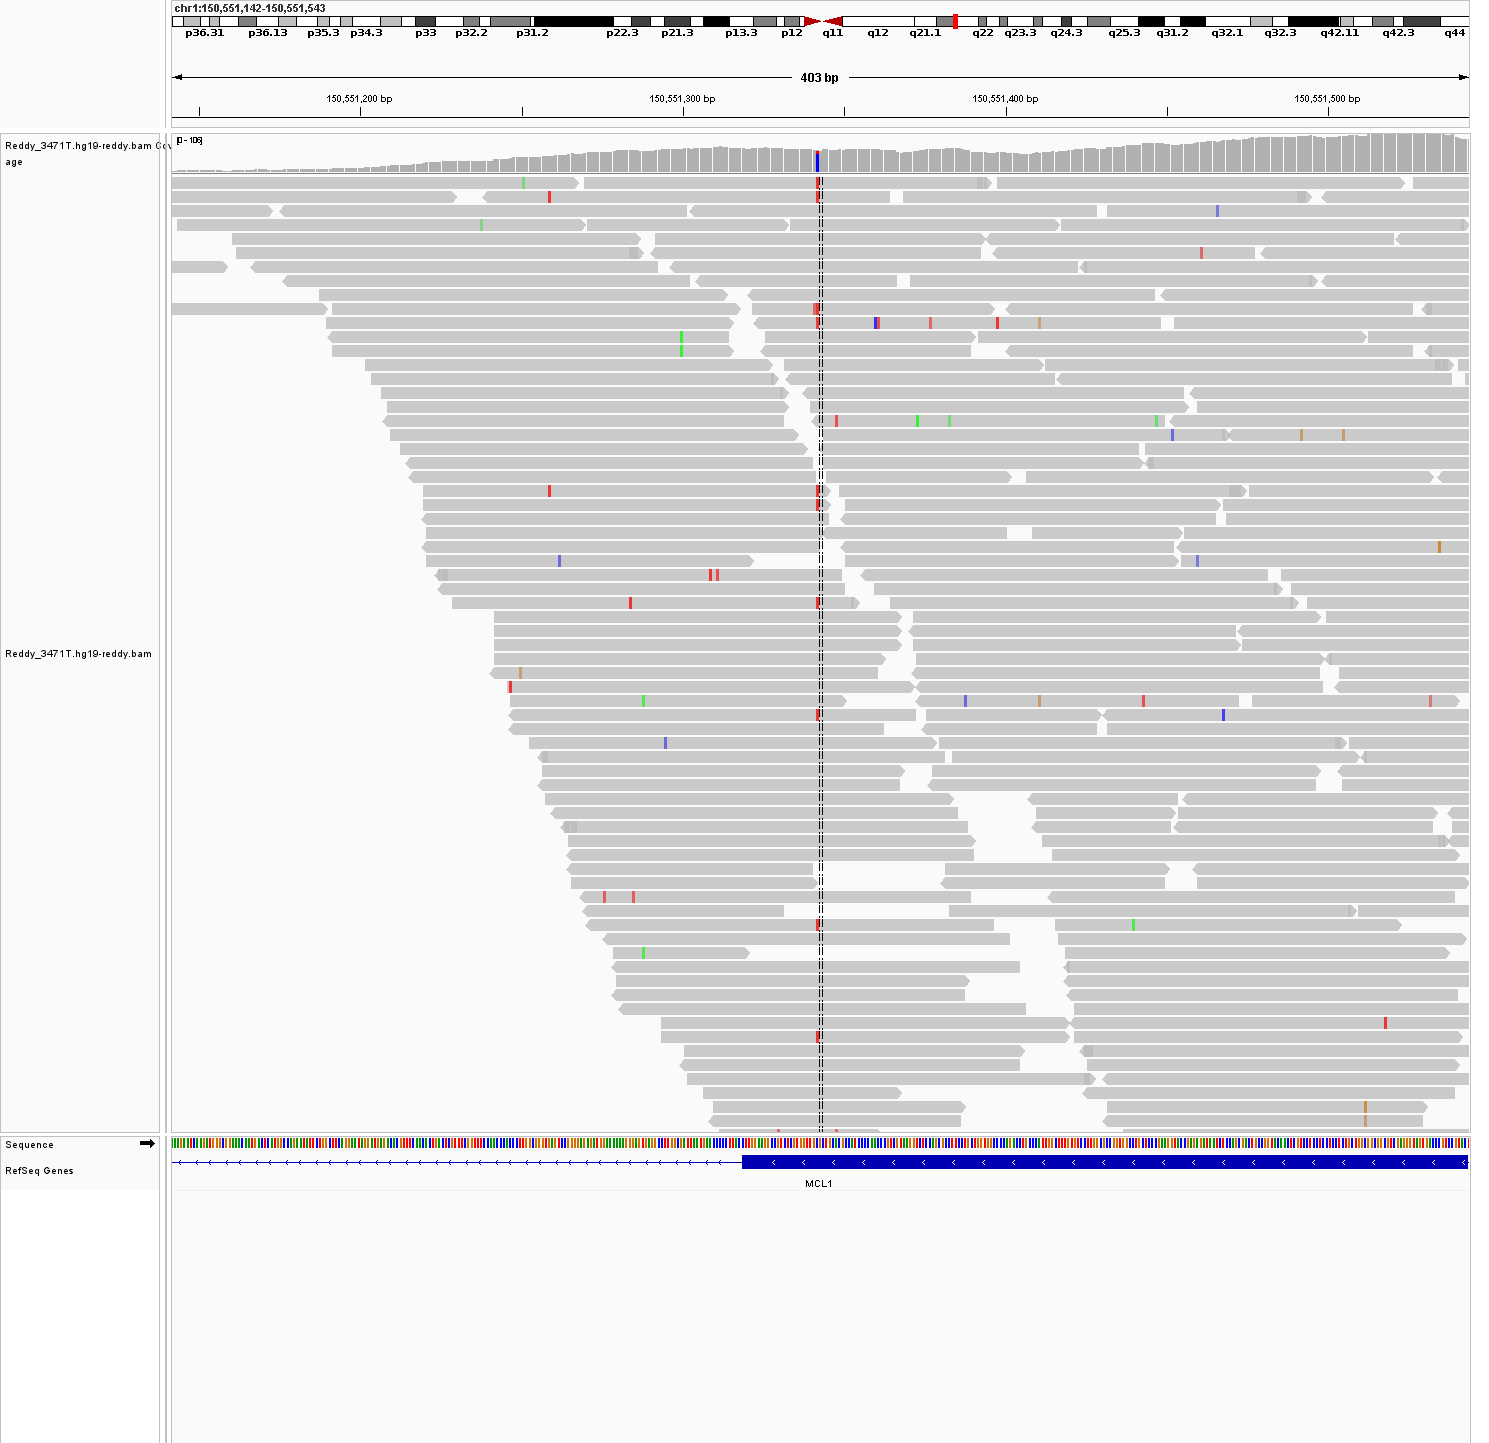 chr1:150,551,142-150,551,543
p36.31 p36.13 p35.3 p34.3 p33 p32.2 p31.2 p22.3 p21.3 p13.3 p12 q11 q12 q21.1 q22 q23.3 q24.3 q25.3 q31.2 q32.1 q32.3 q42.11 q42.3 q44
403 bp
150,551,200 bp 150,551,300 bp 150,551,400 bp 150,551,500 bp
[0 - 106]
Reddy_3471T.hg19-reddy.bam Cov
age
Reddy_3471T.hg19-reddy.bam
Sequence
RefSeq Genes
MCL1